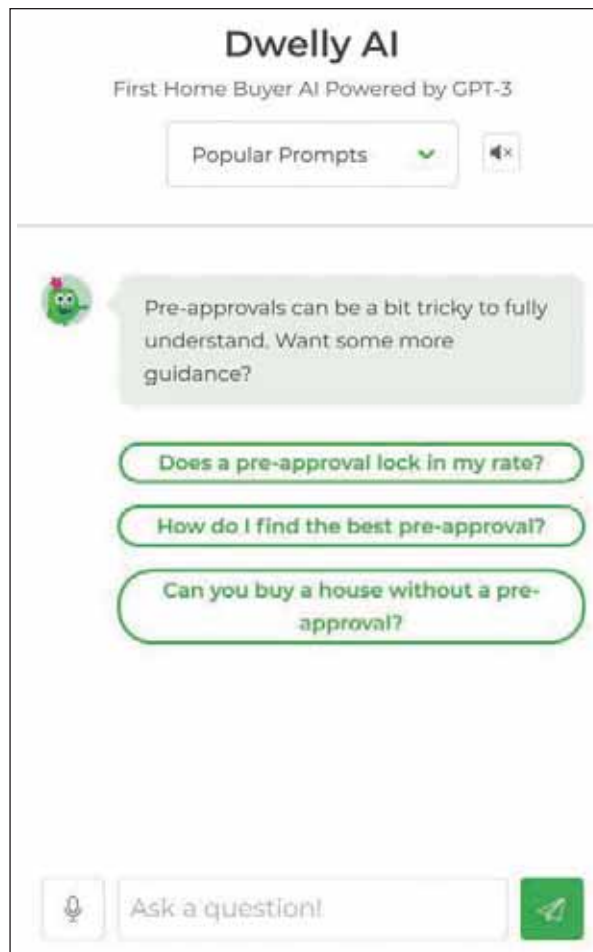 Dwelly AI
First Home Buyer AI Powered by GPT-3
Popular Prompts
Pre-approvals can be a bit tricky to fully
understand. Want some more
guidance?
Does a pre-approval lock in my rate?
How do I find the best pre-approval?
Can you buy a house without a pre-
approval?
Ask a question!